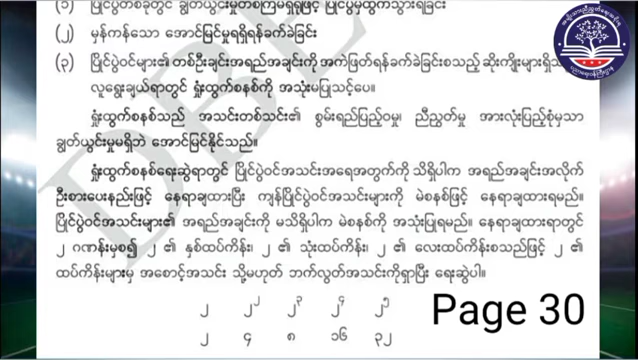 (၁) ပြိုင်ပွဲတစ်ခုတွင် ချွတ်ယွင်းမှုတစ်ကြိမ်ရရှိရုံဖြင့် ပြိုင်ပွဲမှထွက်သွားရခြင်း
(၂) မှန်ကန်သော အောင်မြင်မှုရရှိရန်ခက်ခဲခြင်း
(၃) ပြိုင်ပွဲဝင်များ၏ တစ်ဦးချင်းအရည်အချင်းကို အကဲဖြတ်ရန်ခက်ခဲခြင်းစသည့် ဆိုးကျိုးများရှိ
လူရွေးချယ်ရာတွင် ရှုံးထွက်စနစ်ကို အသုံးမပြုသင့်ပေ။
ရှုံးထွက်စနစ်သည် အသင်းတစ်သင်း၏ စွမ်းရည်ပြည့်ဝမှု၊ ညီညွတ်မှု အားလုံးပြည့်စုံမှသာ
ချွတ်ယွင်းမှုမရှိဘဲ အောင်မြင်နိုင်သည်။
ရှုံးထွက်စနစ်ရေးဆွဲရာတွင် ပြိုင်ပွဲဝင်အသင်းအရေအတွက်ကို သိရှိပါက အရည်အချင်းအလိုက်
ဦးစားပေးနည်းဖြင့် နေရာချထားပြီး ကျန်ပြိုင်ပွဲဝင်အသင်းများကို မဲစနစ်ဖြင့် နေရာချထားရမည်။
ပြိုင်ပွဲဝင်အသင်းများ၏ အရည်အချင်းကို မသိရှိပါက မဲစနစ်ကို အသုံးပြုရမည်။ နေရာချထားရာတွင်
၂ ဂဏန်းမှစ၍ ၂ ၏ နှစ်ထပ်ကိန်း၊ ၂ ၏ သုံးထပ်ကိန်း၊ ၂ ၏ လေးထပ်ကိန်းစသည်ဖြင့် ၂ ၏
ထပ်ကိန်းများမှ အစောင့်အသင်း သို့မဟုတ် ဘက်လွတ်အသင်းကိုရှာပြီး ရေးဆွဲပါ။
၂ ၂² ၂³ ၂⁴ ၂⁵
၂ ၄ ၈ ၁၆ ၃၂
Page 30
DBE